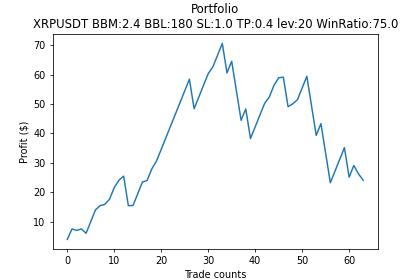 Portfolio
XRPUSDT BBM:2.4 BBL:180 SL:1.0 TP:0.4 lev:20 WinRatio:75.0
70
60
50
40
30
20
10
Profit ($)
0 10 20 30 40 50 60
Trade counts